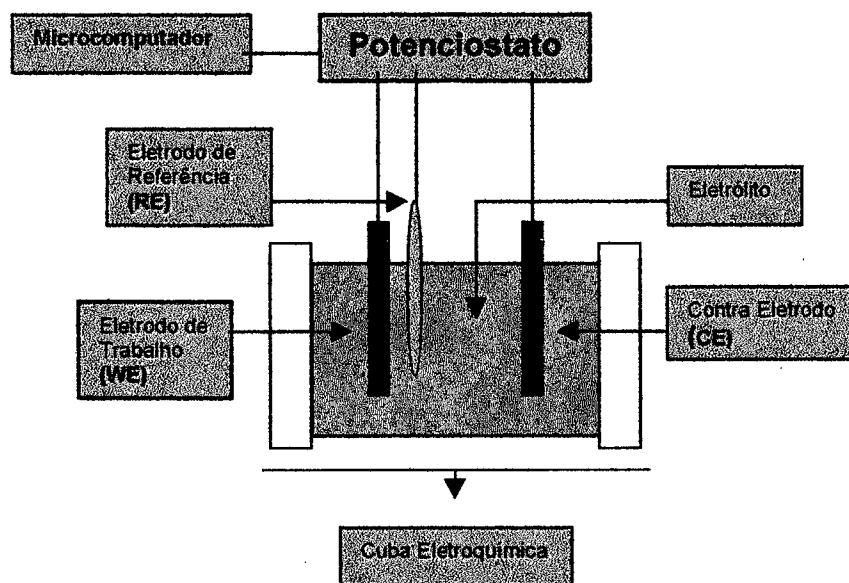 Microcomputador
Potenciostato
Eletrodo de
Referência
(RE)
Eletrólito
Eletrodo de
Trabalho
(WE)
Contra Eletrodo
(CE)
Cuba Eletroquímica